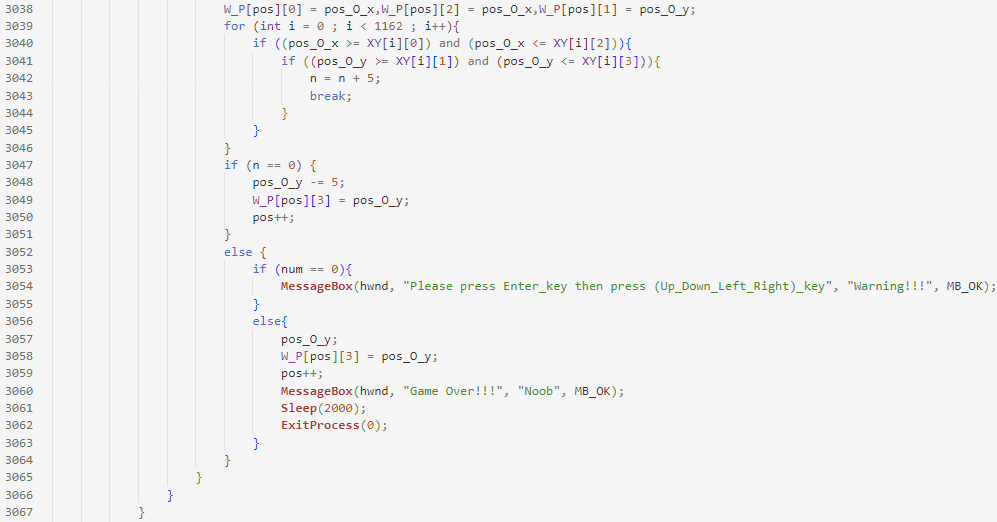 3038 W_P[pos][0] = pos_O_x,W_P[pos][2] = pos_O_x,W_P[pos][1] = pos_O_y;
3039 for (int i = 0 ; i < 1162 ; i++){
3040 if ((pos_O_x >= XY[i][0]) and (pos_O_x <= XY[i][2])){
3041 if ((pos_O_y >= XY[i][1]) and (pos_O_y <= XY[i][3])){
3042 n = n + 5;
3043 break;
3044 }
3045 }
3046 }
3047 if (n == 0) {
3048 pos_O_y -= 5;
3049 W_P[pos][3] = pos_O_y;
3050 pos++;
3051 }
3052 else {
3053 if (num == 0){
3054 MessageBox(hwnd, "Please press Enter_key then press (Up_Down_Left_Right)_key", "Warning!!!", MB_OK);
3055 }
3056 else{
3057 pos_O_y;
3058 W_P[pos][3] = pos_O_y;
3059 pos++;
3060 MessageBox(hwnd, "Game Over!!!", "Noob", MB_OK);
3061 Sleep(2000);
3062 ExitProcess(0);
3063 }
3064 }
3065 }
3066 }
3067 }